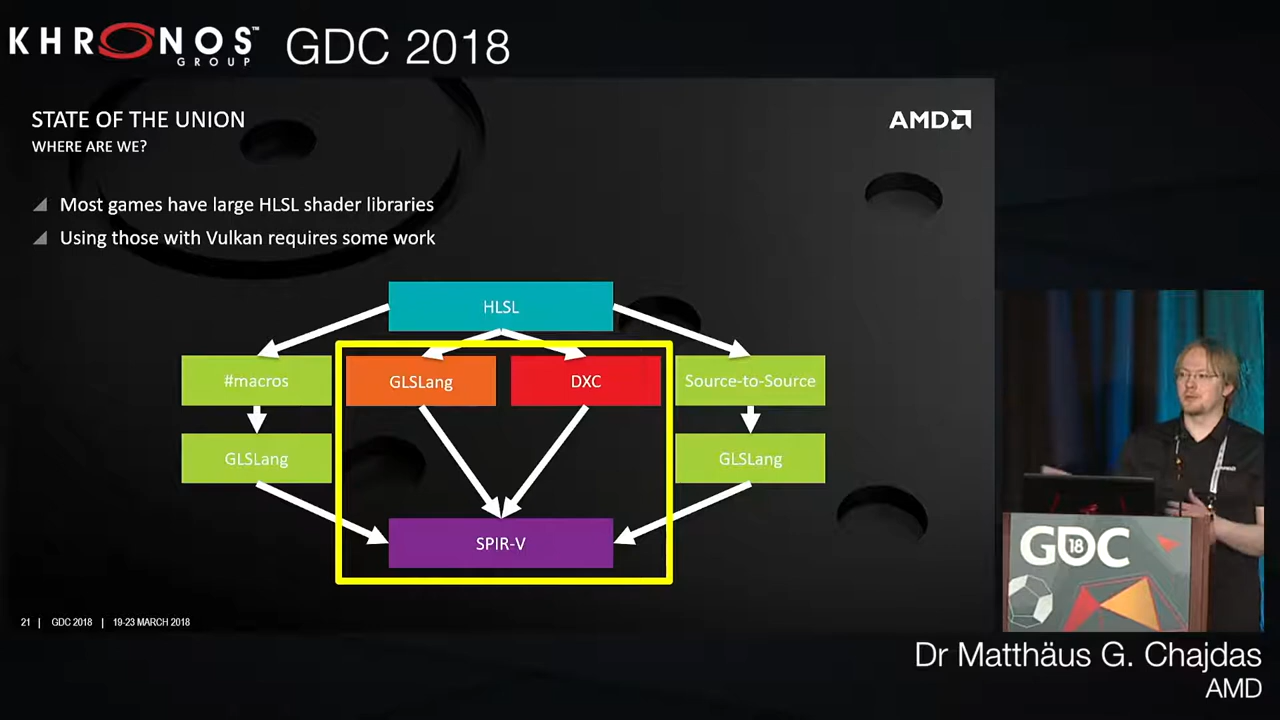 KHRONOS™ GDC 2018
GROUP
STATE OF THE UNION
WHERE ARE WE?
AMD
Most games have large HLSL shader libraries
Using those with Vulkan requires some work
HLSL
#macros
GLSLang
DXC
Source-to-Source
GLSLang
GLSLang
SPIR-V
21 | GDC 2018 | 19-23 MARCH 2018
GDC
18
Dr Matthäus G. Chajdas
AMD